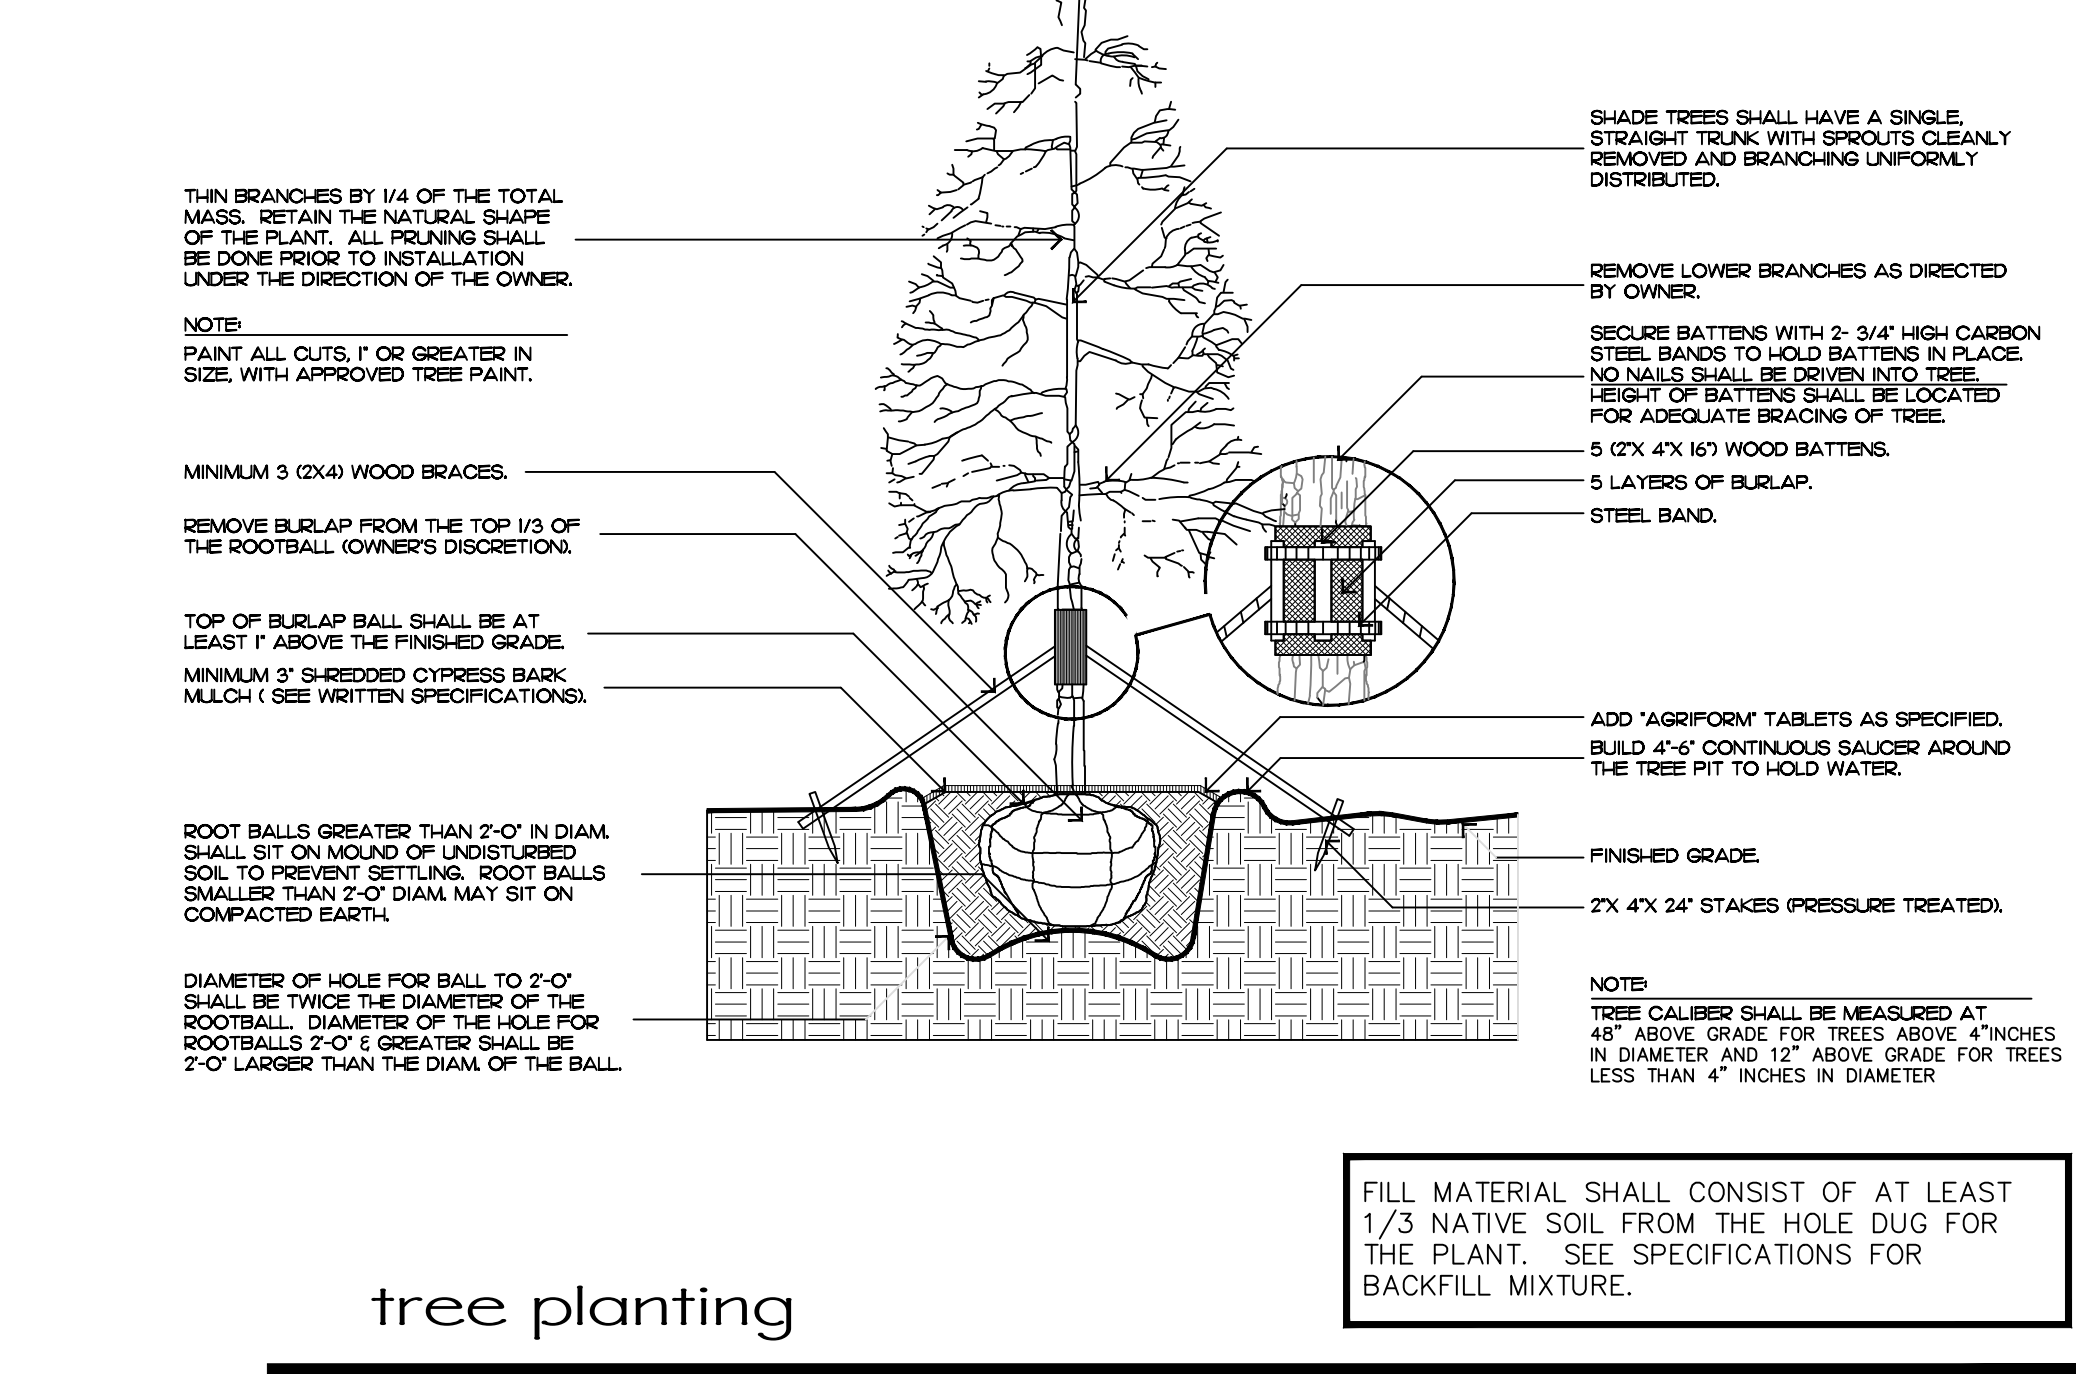 THIN BRANCHES BY 1/4 OF THE TOTAL
MASS. RETAIN THE NATURAL SHAPE
OF THE PLANT. ALL PRUNING SHALL
BE DONE PRIOR TO INSTALLATION
UNDER THE DIRECTION OF THE OWNER.
NOTE:
PAINT ALL CUTS, 1" OR GREATER IN
SIZE, WITH APPROVED TREE PAINT.
MINIMUM 3 (2X4) WOOD BRACES.
REMOVE BURLAP FROM THE TOP 1/3 OF
THE ROOTBALL (OWNER'S DISCRETION).
TOP OF BURLAP BALL SHALL BE AT
LEAST 1" ABOVE THE FINISHED GRADE.
MINIMUM 3" SHREDDED CYPRESS BARK
MULCH ( SEE WRITTEN SPECIFICATIONS).
ROOT BALLS GREATER THAN 2'-0" IN DIAM.
SHALL SIT ON MOUND OF UNDISTURBED
SOIL TO PREVENT SETTLING. ROOT BALLS
SMALLER THAN 2'-0" DIAM. MAY SIT ON
COMPACTED EARTH.
DIAMETER OF HOLE FOR BALL TO 2'-0"
SHALL BE TWICE THE DIAMETER OF THE
ROOTBALL. DIAMETER OF THE HOLE FOR
ROOTBALLS 2'-0" & GREATER SHALL BE
2'-0" LARGER THAN THE DIAM. OF THE BALL.
SHADE TREES SHALL HAVE A SINGLE,
STRAIGHT TRUNK WITH SPROUTS CLEANLY
REMOVED AND BRANCHING UNIFORMLY
DISTRIBUTED.
REMOVE LOWER BRANCHES AS DIRECTED
BY OWNER.
SECURE BATTENS WITH 2- 3/4" HIGH CARBON
STEEL BANDS TO HOLD BATTENS IN PLACE.
NO NAILS SHALL BE DRIVEN INTO TREE.
HEIGHT OF BATTENS SHALL BE LOCATED
FOR ADEQUATE BRACING OF TREE.
5 (2"X 4"X 16") WOOD BATTENS.
5 LAYERS OF BURLAP.
STEEL BAND.
ADD "AGRIFORM" TABLETS AS SPECIFIED.
BUILD 4"-6" CONTINUOUS SAUCER AROUND
THE TREE PIT TO HOLD WATER.
FINISHED GRADE.
2"X 4"X 24" STAKES (PRESSURE TREATED).
NOTE:
TREE CALIBER SHALL BE MEASURED AT
48" ABOVE GRADE FOR TREES ABOVE 4"INCHES
IN DIAMETER AND 12" ABOVE GRADE FOR TREES
LESS THAN 4" INCHES IN DIAMETER
FILL MATERIAL SHALL CONSIST OF AT LEAST
1/3 NATIVE SOIL FROM THE HOLE DUG FOR
THE PLANT. SEE SPECIFICATIONS FOR
BACKFILL MIXTURE.
tree planting